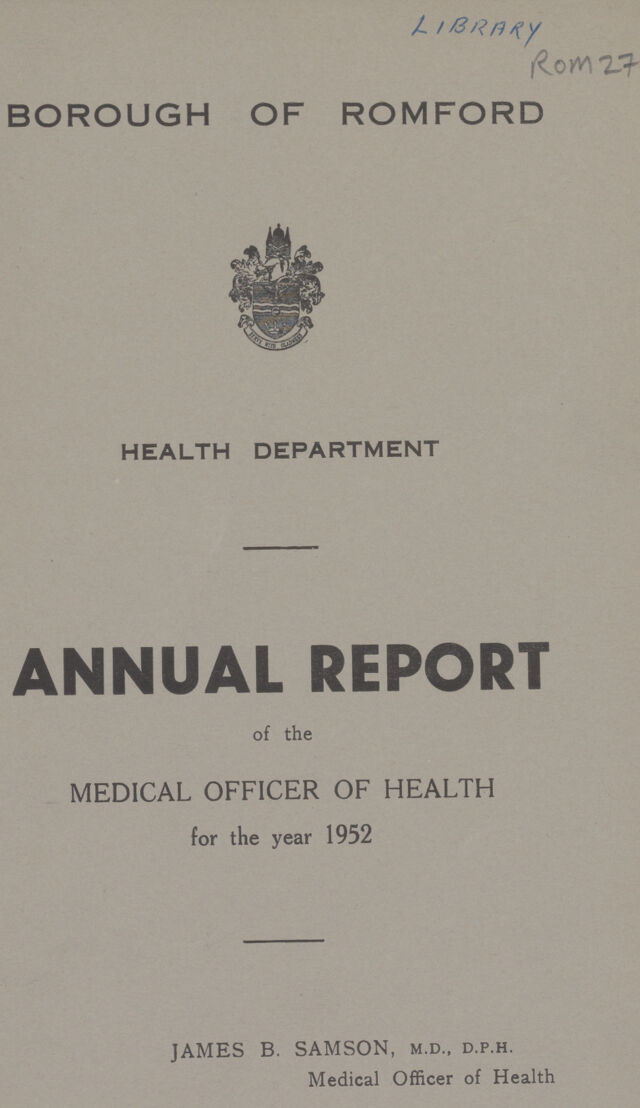 LIBRARY
Rom 27
BOROUGH OF ROMFORD
HEALTH DEPARTMENT
ANNUAL REPORT
of the
MEDICAL OFFICER OF HEALTH
for the year 1952
JAMES B. SAMSON, M.D., D.P.H.
Medical Officer of Health